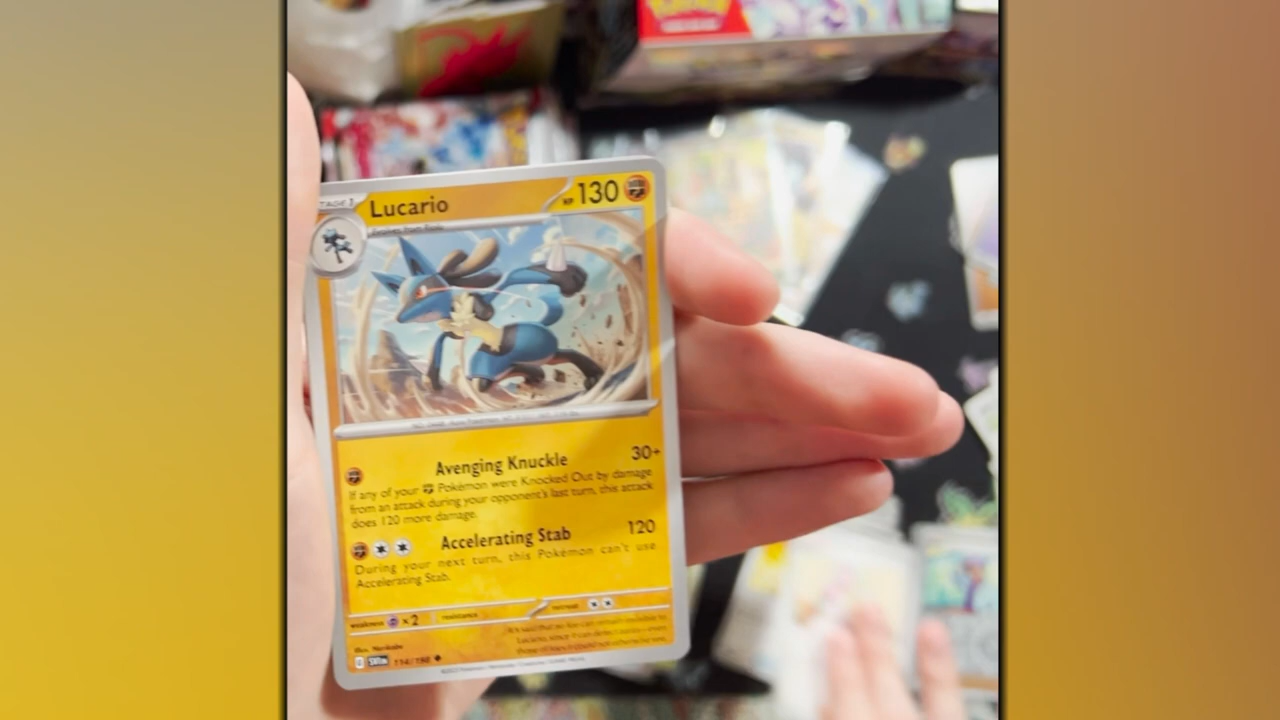 STAGE 1
Lucario
HP 130
Avenging Knuckle 30+
If any of your Pokémon were Knocked Out by damage
from an attack during your opponent's last turn, this attack
does 120 more damage.
Accelerating Stab 120
During your next turn, this Pokémon can't use
Accelerating Stab.
weakness ×2 resistance retreat
Illus.
114/198